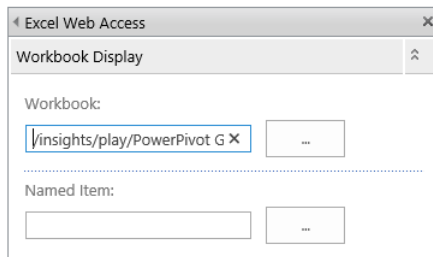 Excel Web Access
Workbook Display
Workbook:
/insights/play/PowerPivot G
...
Named Item:
...